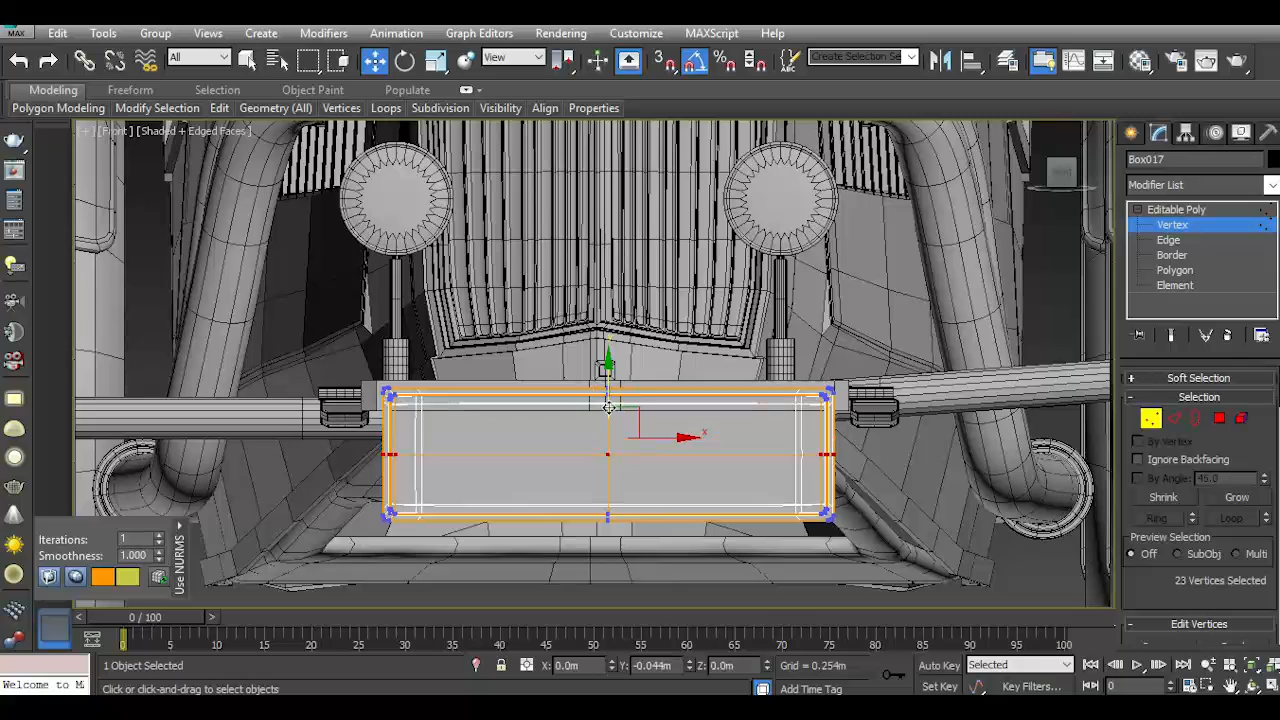 MAX Edit Tools Group Views Create Modifiers Animation Graph Editors Rendering Customize MAXScript Help
All View 3 Create Selection Se
Modeling Freeform Selection Object Paint Populate
Polygon Modeling Modify Selection Edit Geometry (All) Vertices Loops Subdivision Visibility Align Properties
[+] [Front] [Shaded + Edged Faces]
Box017
Modifier List
Editable Poly
Vertex
Edge
Border
Polygon
Element
x
Soft Selection
Selection
By Vertex
Ignore Backfacing
By Angle: 45.0
Shrink Grow
Ring Loop
Preview Selection
Off SubObj Multi
23 Vertices Selected
Edit Vertices
Iterations: 1
Smoothness: 1.000
Use NURMS
< 0 / 100 >
0 5 10 15 20 25 30 35 40 45 50 55 60 65 70 75 80 85 90 95 100
1 Object Selected X: 0.0m Y: -0.044m Z: 0.0m Grid = 0.254m Auto Key Selected
Welcome to M Click or click-and-drag to select objects Add Time Tag Set Key Key Filters... 0